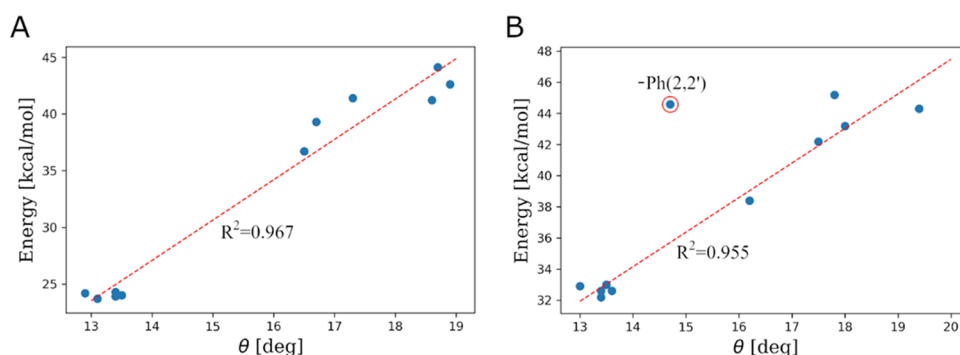 A
B
45
40
35
30
25
Energy [kcal/mol]
R²=0.967
13 14 15 16 17 18 19
θ [deg]
48
46
44
42
40
38
36
34
32
Energy [kcal/mol]
-Ph(2,2')
R²=0.955
13 14 15 16 17 18 19 20
θ [deg]